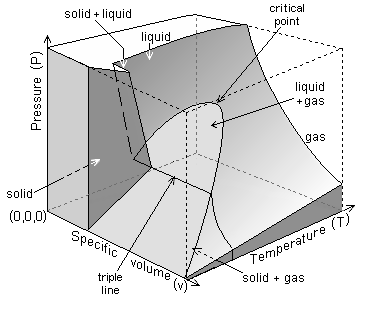 critical
point
solid + liquid
liquid
Pressure (P)
liquid
+ gas
gas
solid
(0,0,0)
Specific volume (v)
Temperature (T)
triple
line
solid + gas